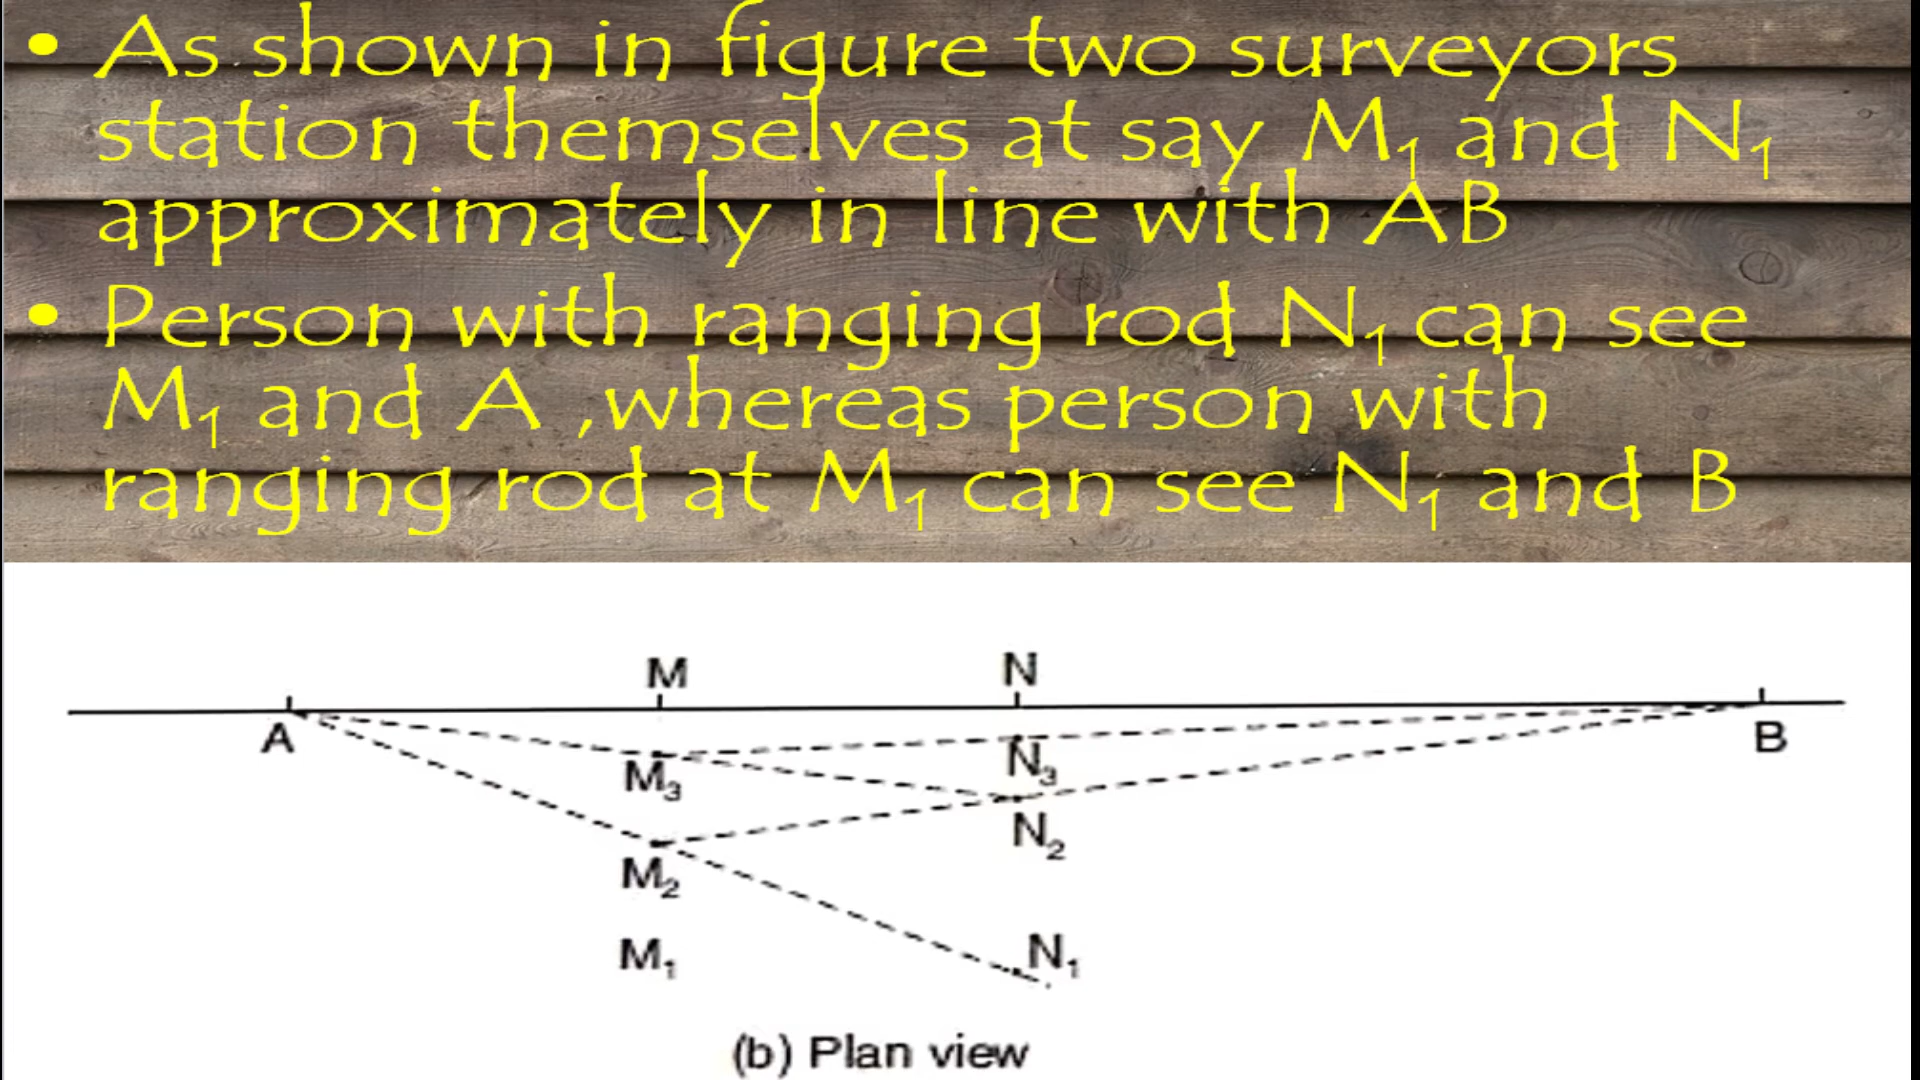 • As shown in figure two surveyors
station themselves at say M₁ and N₁
approximately in line with AB
• Person with ranging rod N₁ can see
M₁ and A ,whereas person with
ranging rod at M₁ can see N₁ and B
M N
A B
M₃ N₃
M₂ N₂
M₁ N₁
(b) Plan view